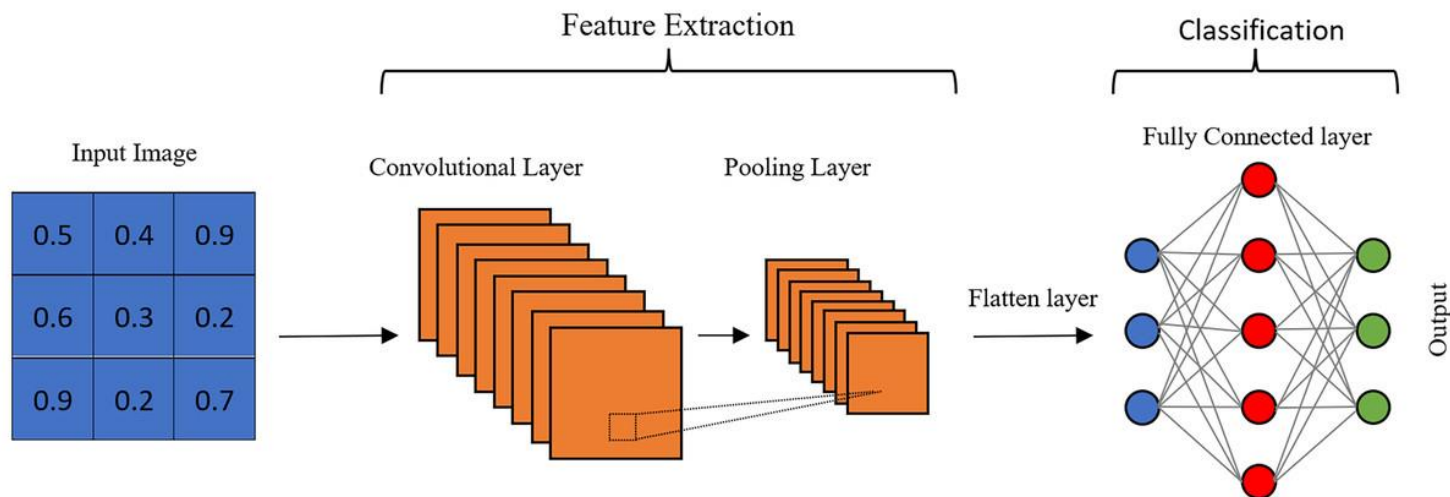 Feature Extraction
Classification
Input Image
Convolutional Layer
Pooling Layer
Fully Connected layer
0.5 0.4 0.9
0.6 0.3 0.2
0.9 0.2 0.7
Flatten layer
Output